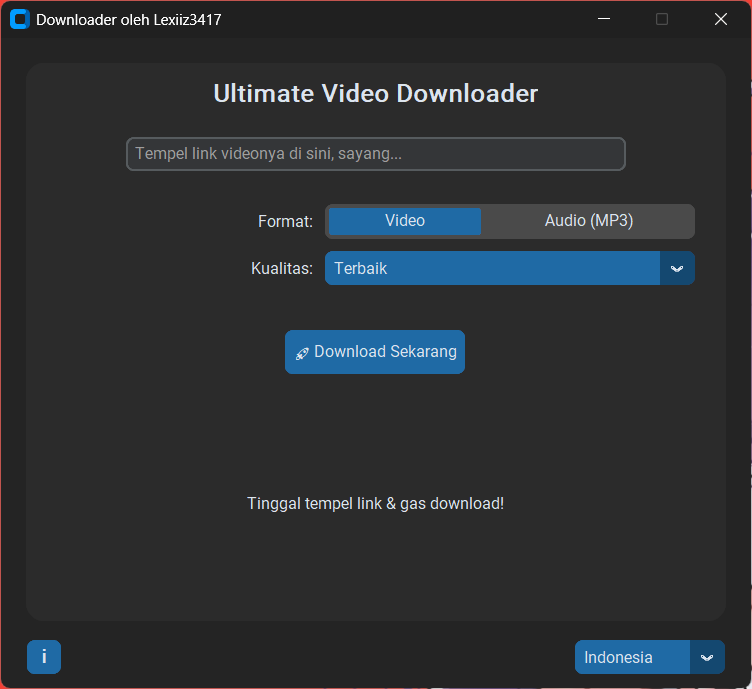 Downloader oleh Lexiiz3417
Ultimate Video Downloader
Tempel link videonya di sini, sayang...
Format: Video Audio (MP3)
Kualitas: Terbaik
🚀 Download Sekarang
Tinggal tempel link & gas download!
i Indonesia